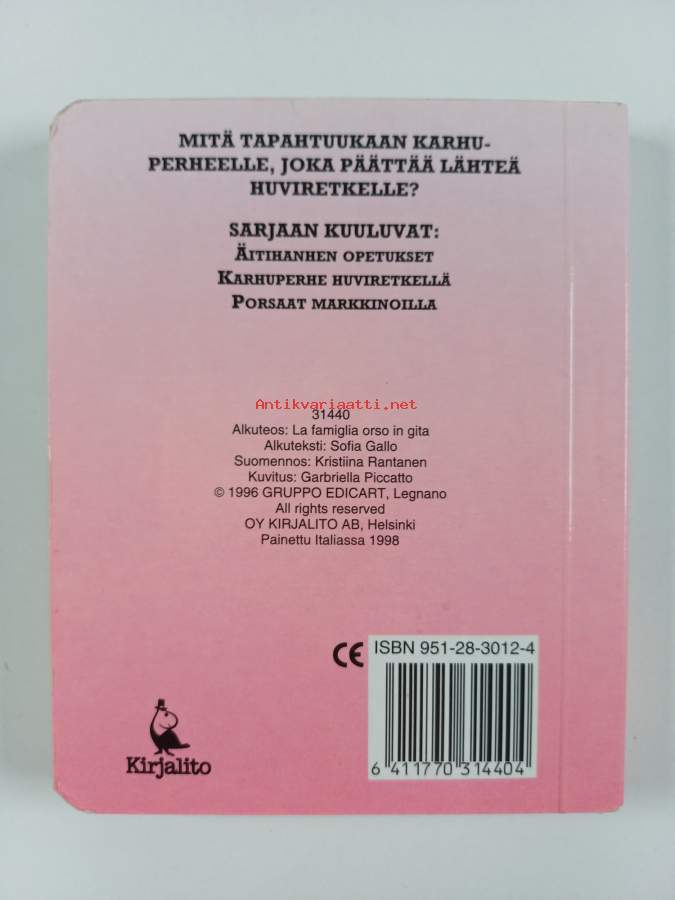 MITÄ TAPAHTUUKAAN KARHU-
PERHEELLE, JOKA PÄÄTTÄÄ LÄHTEÄ
HUVIRETKELLE?
SARJAAN KUULUVAT:
ÄITIHANHEN OPETUKSET
KARHUPERHE HUVIRETKELLÄ
PORSAAT MARKKINOILLA
Antikvariaatti.net
31440
Alkuteos: La famiglia orso in gita
Alkuteksti: Sofia Gallo
Suomennos: Kristiina Rantanen
Kuvitus: Garbriella Piccatto
© 1996 GRUPPO EDICART, Legnano
All rights reserved
OY KIRJALITO AB, Helsinki
Painettu Italiassa 1998
CE
ISBN 951-28-3012-4
6 411770 314404
Kirjalito